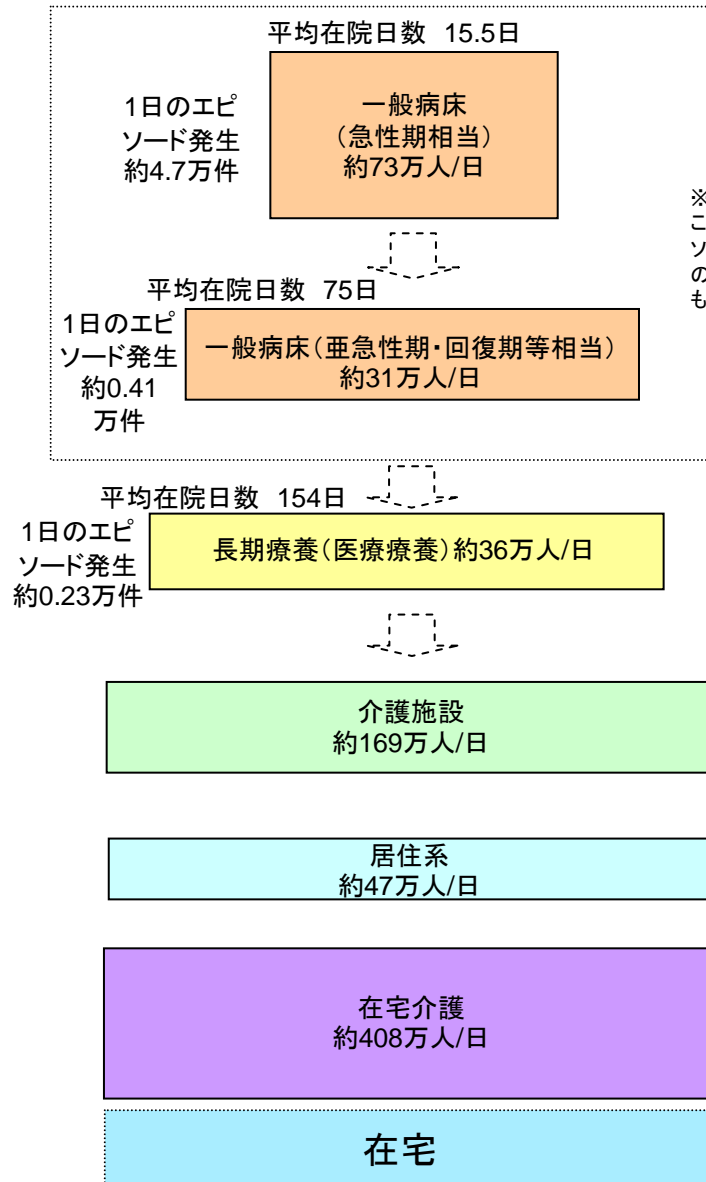 平均在院日数 15.5日
1日のエピ
ソード発生
約4.7万件
一般病床
(急性期相当)
約73万人/日
※
こ
ソ
の
も
平均在院日数 75日
1日のエピ
ソード発生
約0.41
万件
一般病床(亜急性期・回復期等相当)
約31万人/日
平均在院日数 154日
1日のエピ
ソード発生
約0.23万件
長期療養(医療療養)約36万人/日
介護施設
約169万人/日
居住系
約47万人/日
在宅介護
約408万人/日
在宅